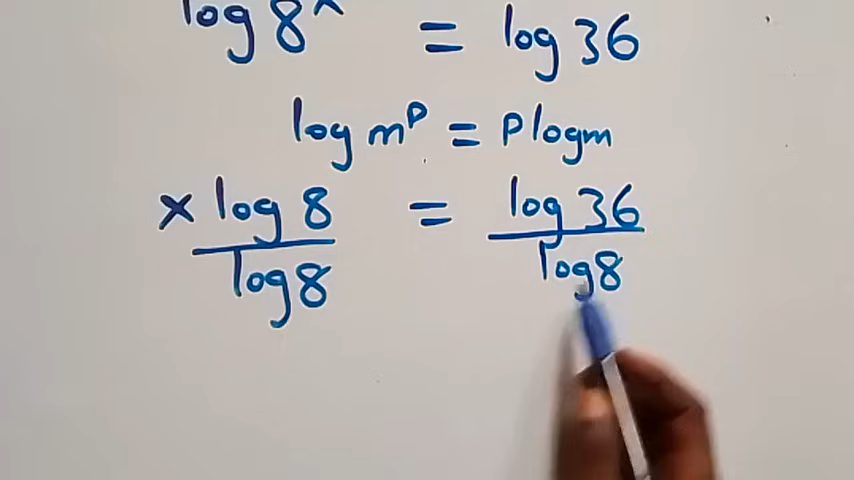 log 8^x = log 36
log m^p = p log m
x log 8 / log 8 = log 36 / log 8